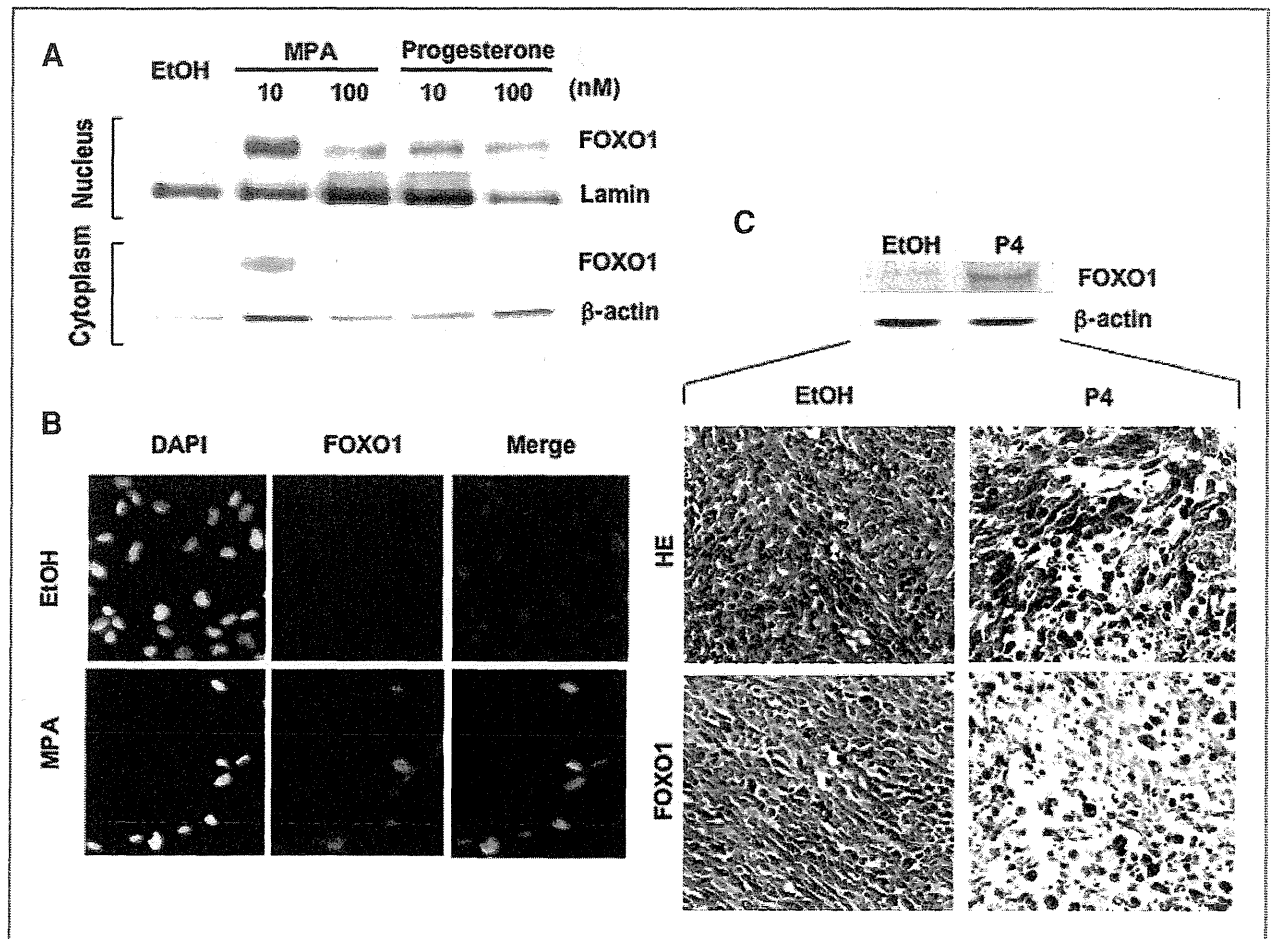 A
EtOH MPA Progesterone
10 100 10 100 (nM)
Nucleus
FOXO1
Lamin
Cytoplasm
FOXO1
β-actin
B
DAPI FOXO1 Merge
EtOH
MPA
C
EtOH P4
FOXO1
β-actin
EtOH P4
HE
FOXO1